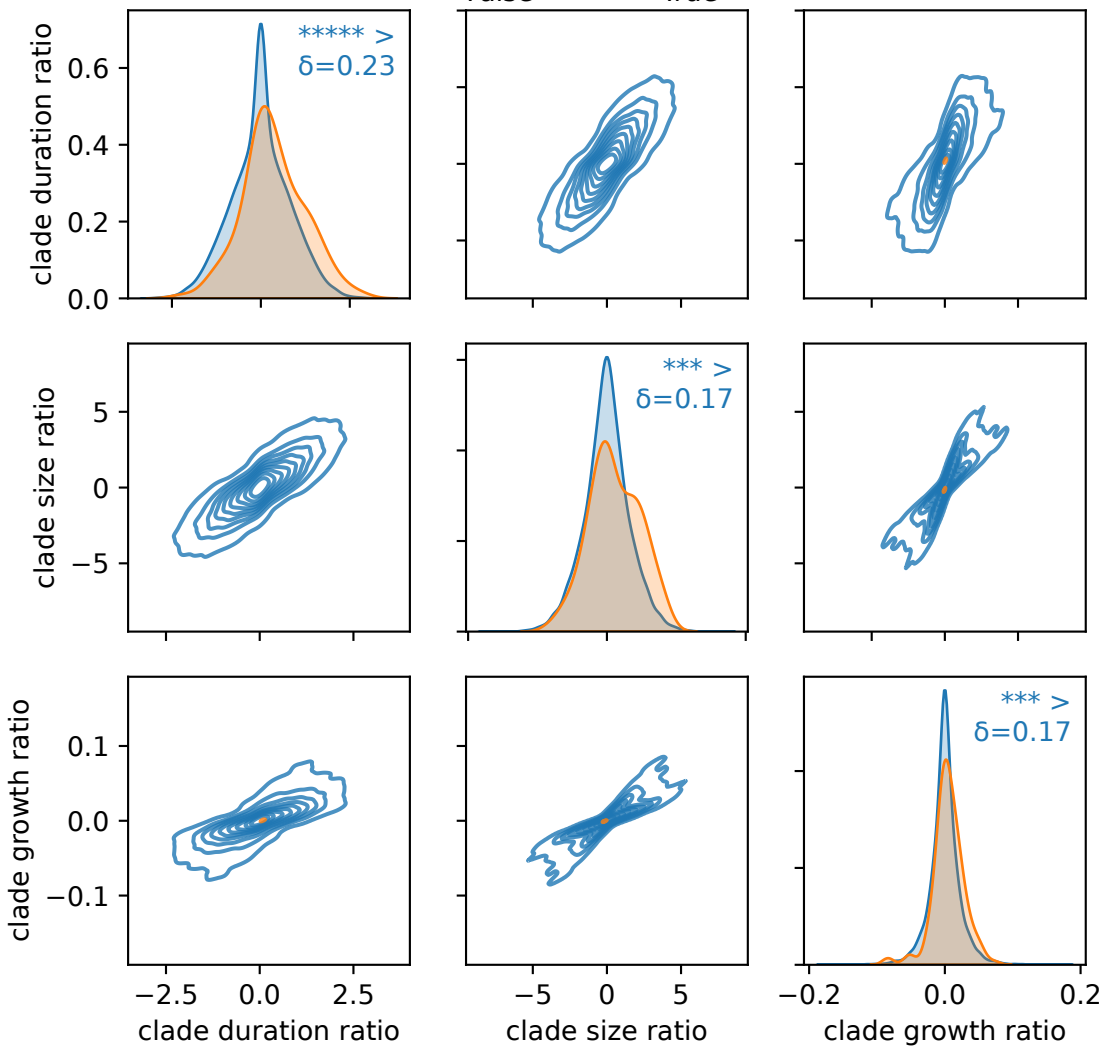 True
clade duration ratio
0.6
0.4
0.2
0.0
***** >
δ=0.23
clade size ratio
5
0
−5
*** >
δ=0.17
clade growth ratio
0.1
0.0
−0.1
*** >
δ=0.17
−2.5 0.0 2.5
−5 0 5
−0.2 0.0 0.2
clade duration ratio
clade size ratio
clade growth ratio